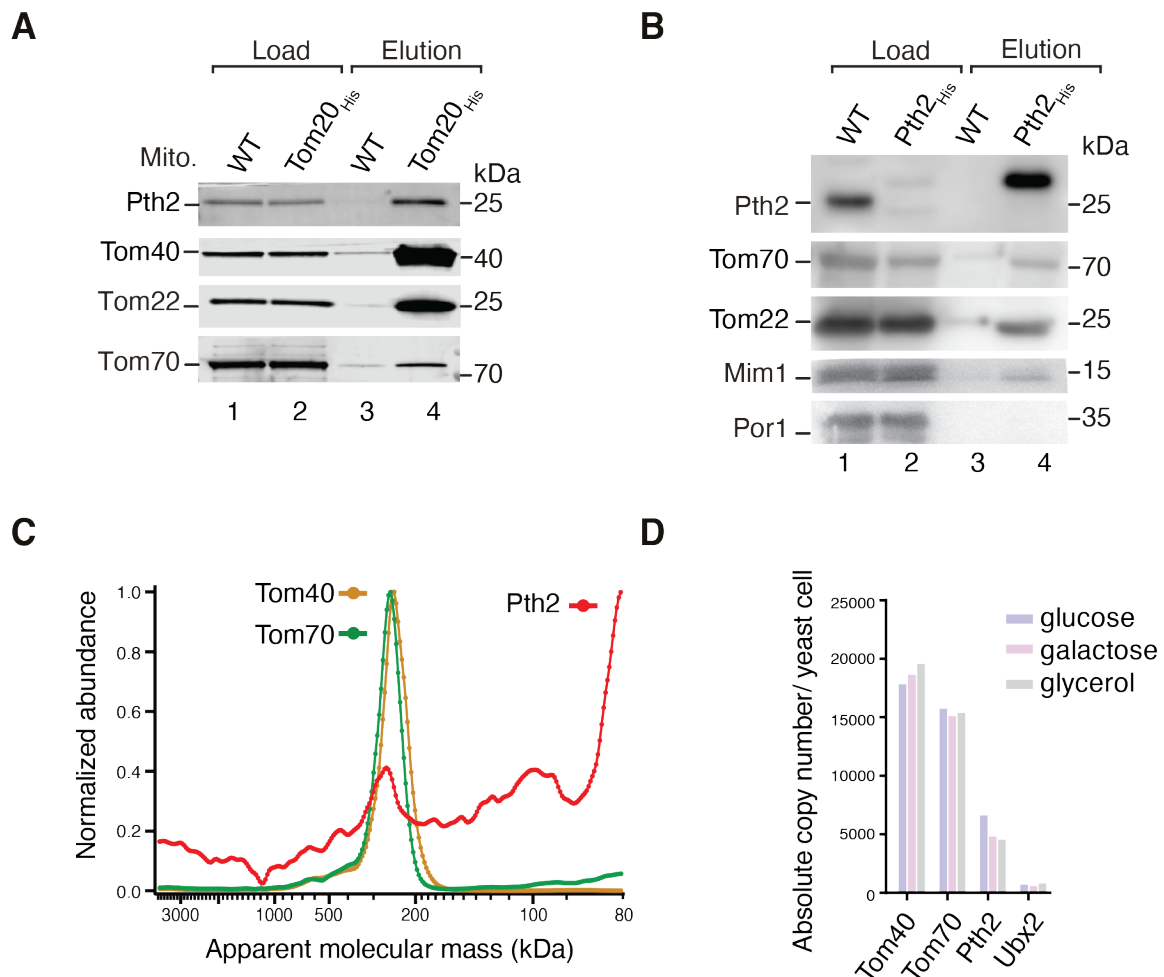 A
Load Elution
Mito. WT Tom20His WT Tom20His kDa
Pth2 25
Tom40 40
Tom22 25
Tom70 70
1 2 3 4
B
Load Elution
WT Pth2His WT Pth2His kDa
Pth2 25
Tom70 70
Tom22 25
Mim1 15
Por1 35
1 2 3 4
C
Normalized abundance
1.0
0.8
0.6
0.4
0.2
0.0
Tom40
Tom70
Pth2
3000 1000 500 200 100 80
Apparent molecular mass (kDa)
D
Absolute copy number/ yeast cell
25000
20000
15000
10000
5000
0
glucose
galactose
glycerol
Tom40 Tom70 Pth2 Ubx2